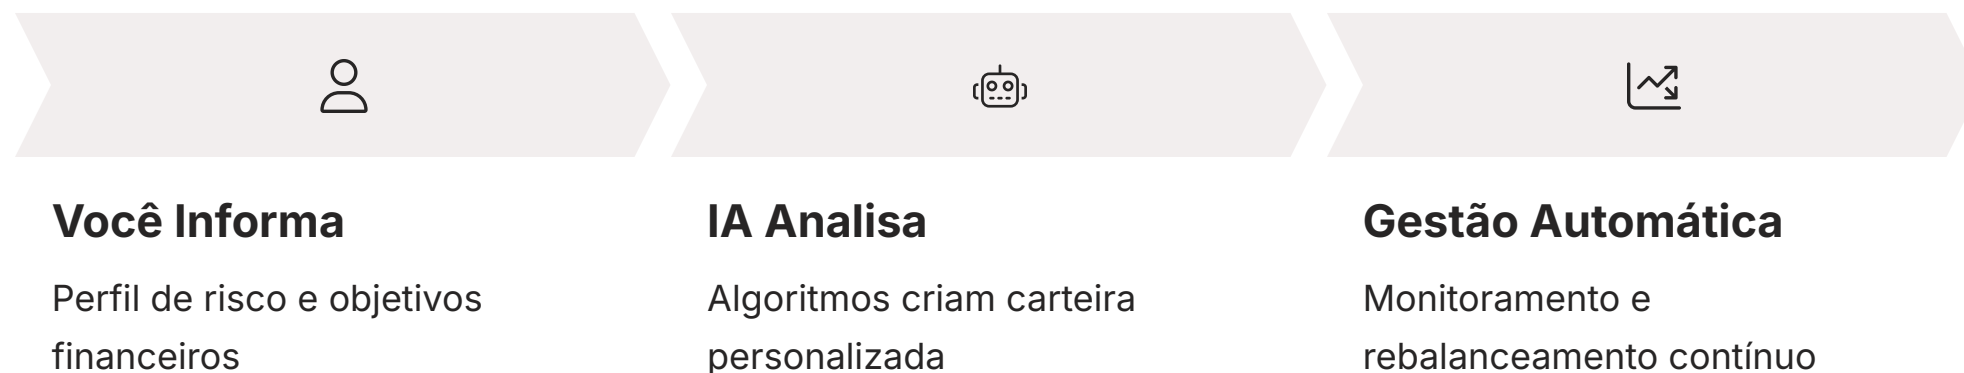 Você Informa
Perfil de risco e objetivos
financeiros
IA Analisa
Algoritmos criam carteira
personalizada
Gestão Automática
Monitoramento e
rebalanceamento contínuo